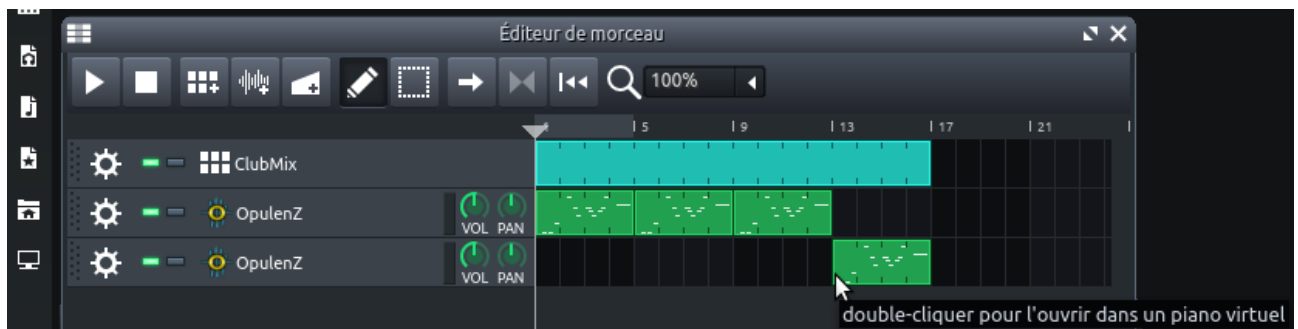 Éditeur de morceau
100%
5 9 13 17 21
ClubMix
OpulenZ
VOL PAN
OpulenZ
VOL PAN
double-cliquer pour l'ouvrir dans un piano virtuel